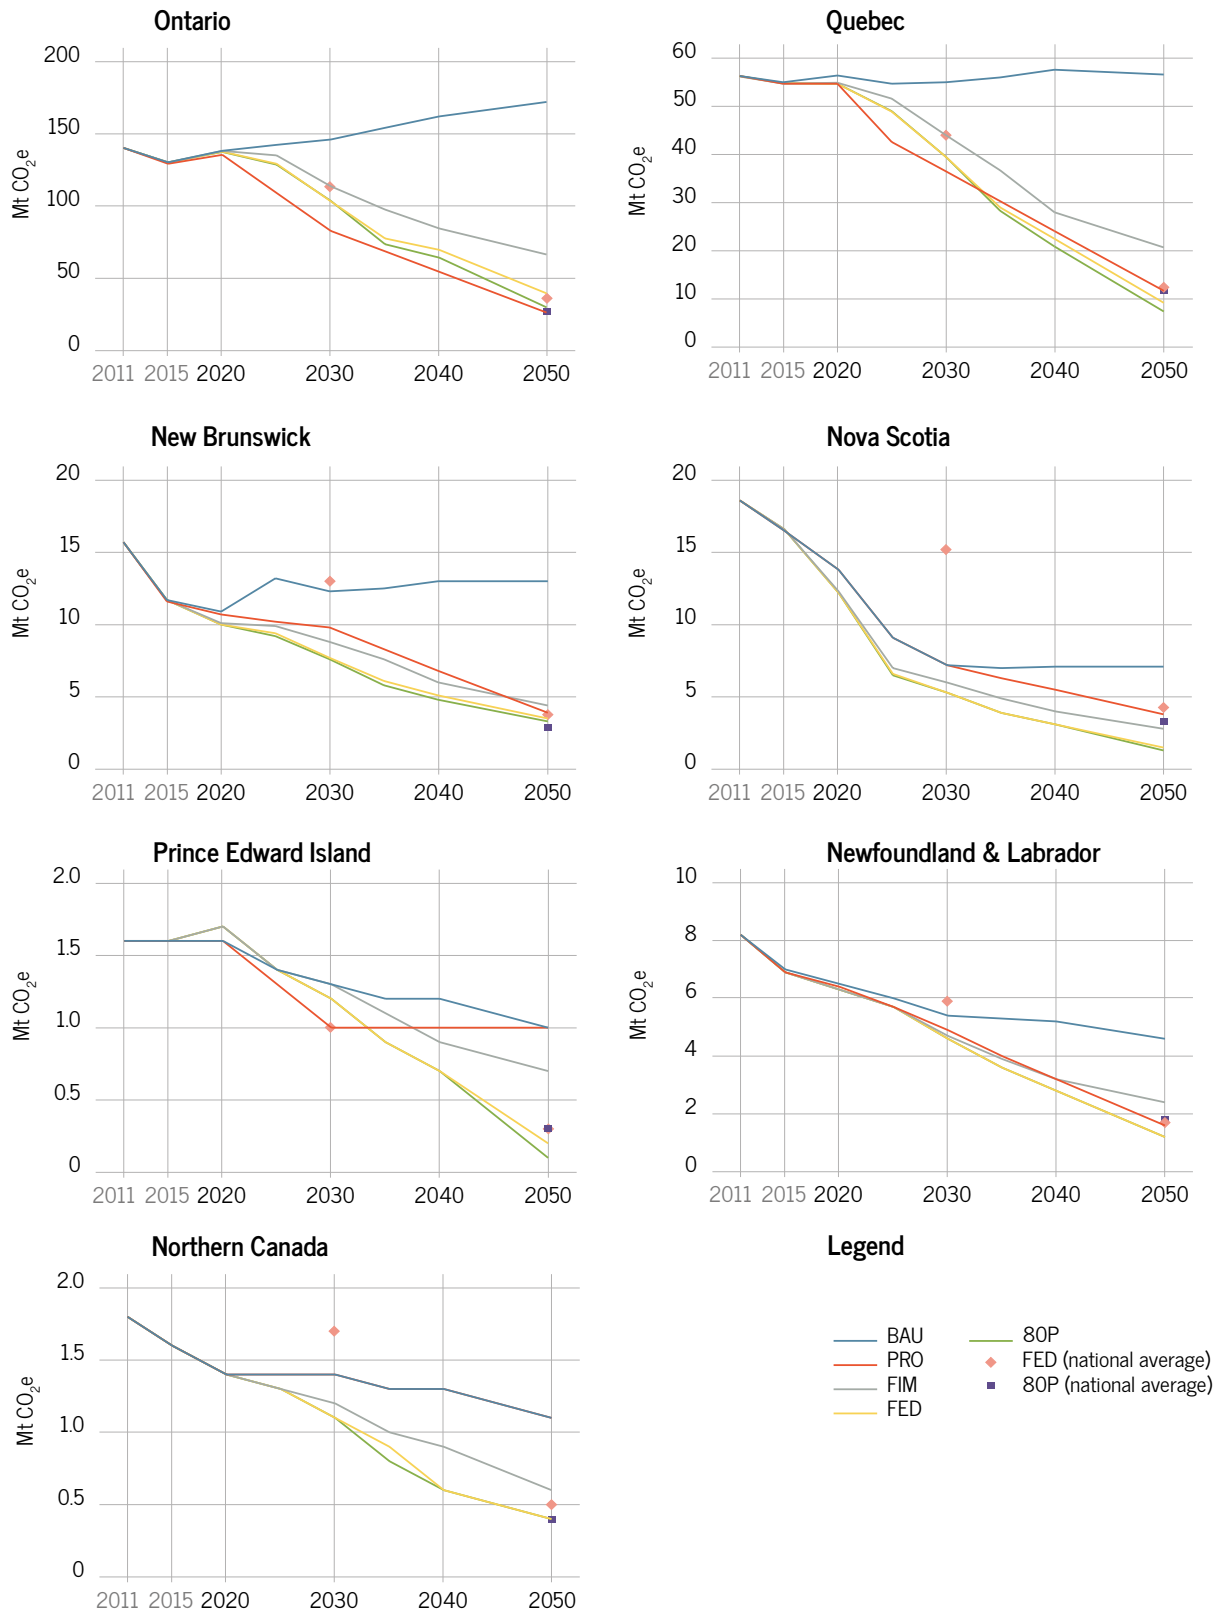 Ontario
200
150
100
50
0
Mt CO2e
2011 2015 2020 2030 2040 2050
Quebec
60
50
40
30
20
10
0
Mt CO2e
2011 2015 2020 2030 2040 2050
New Brunswick
20
15
10
5
0
Mt CO2e
2011 2015 2020 2030 2040 2050
Nova Scotia
20
15
10
5
0
Mt CO2e
2011 2015 2020 2030 2040 2050
Prince Edward Island
2.0
1.5
1.0
0.5
0
Mt CO2e
2011 2015 2020 2030 2040 2050
Newfoundland & Labrador
10
8
6
4
2
0
Mt CO2e
2011 2015 2020 2030 2040 2050
Northern Canada
2.0
1.5
1.0
0.5
0
Mt CO2e
2011 2015 2020 2030 2040 2050
Legend
BAU
PRO
FIM
FED
80P
FED (national average)
80P (national average)